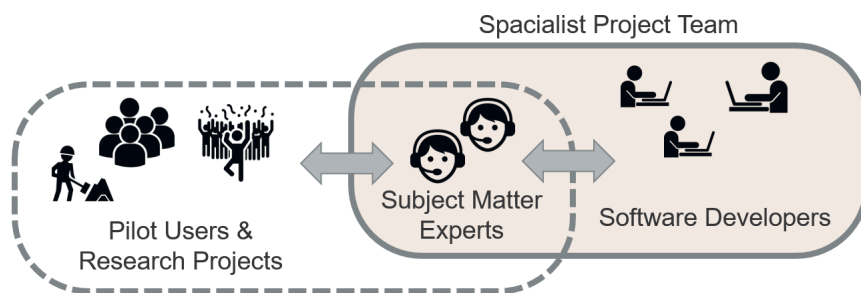 Spacialist Project Team
Subject Matter
Experts
Software Developers
Pilot Users &
Research Projects